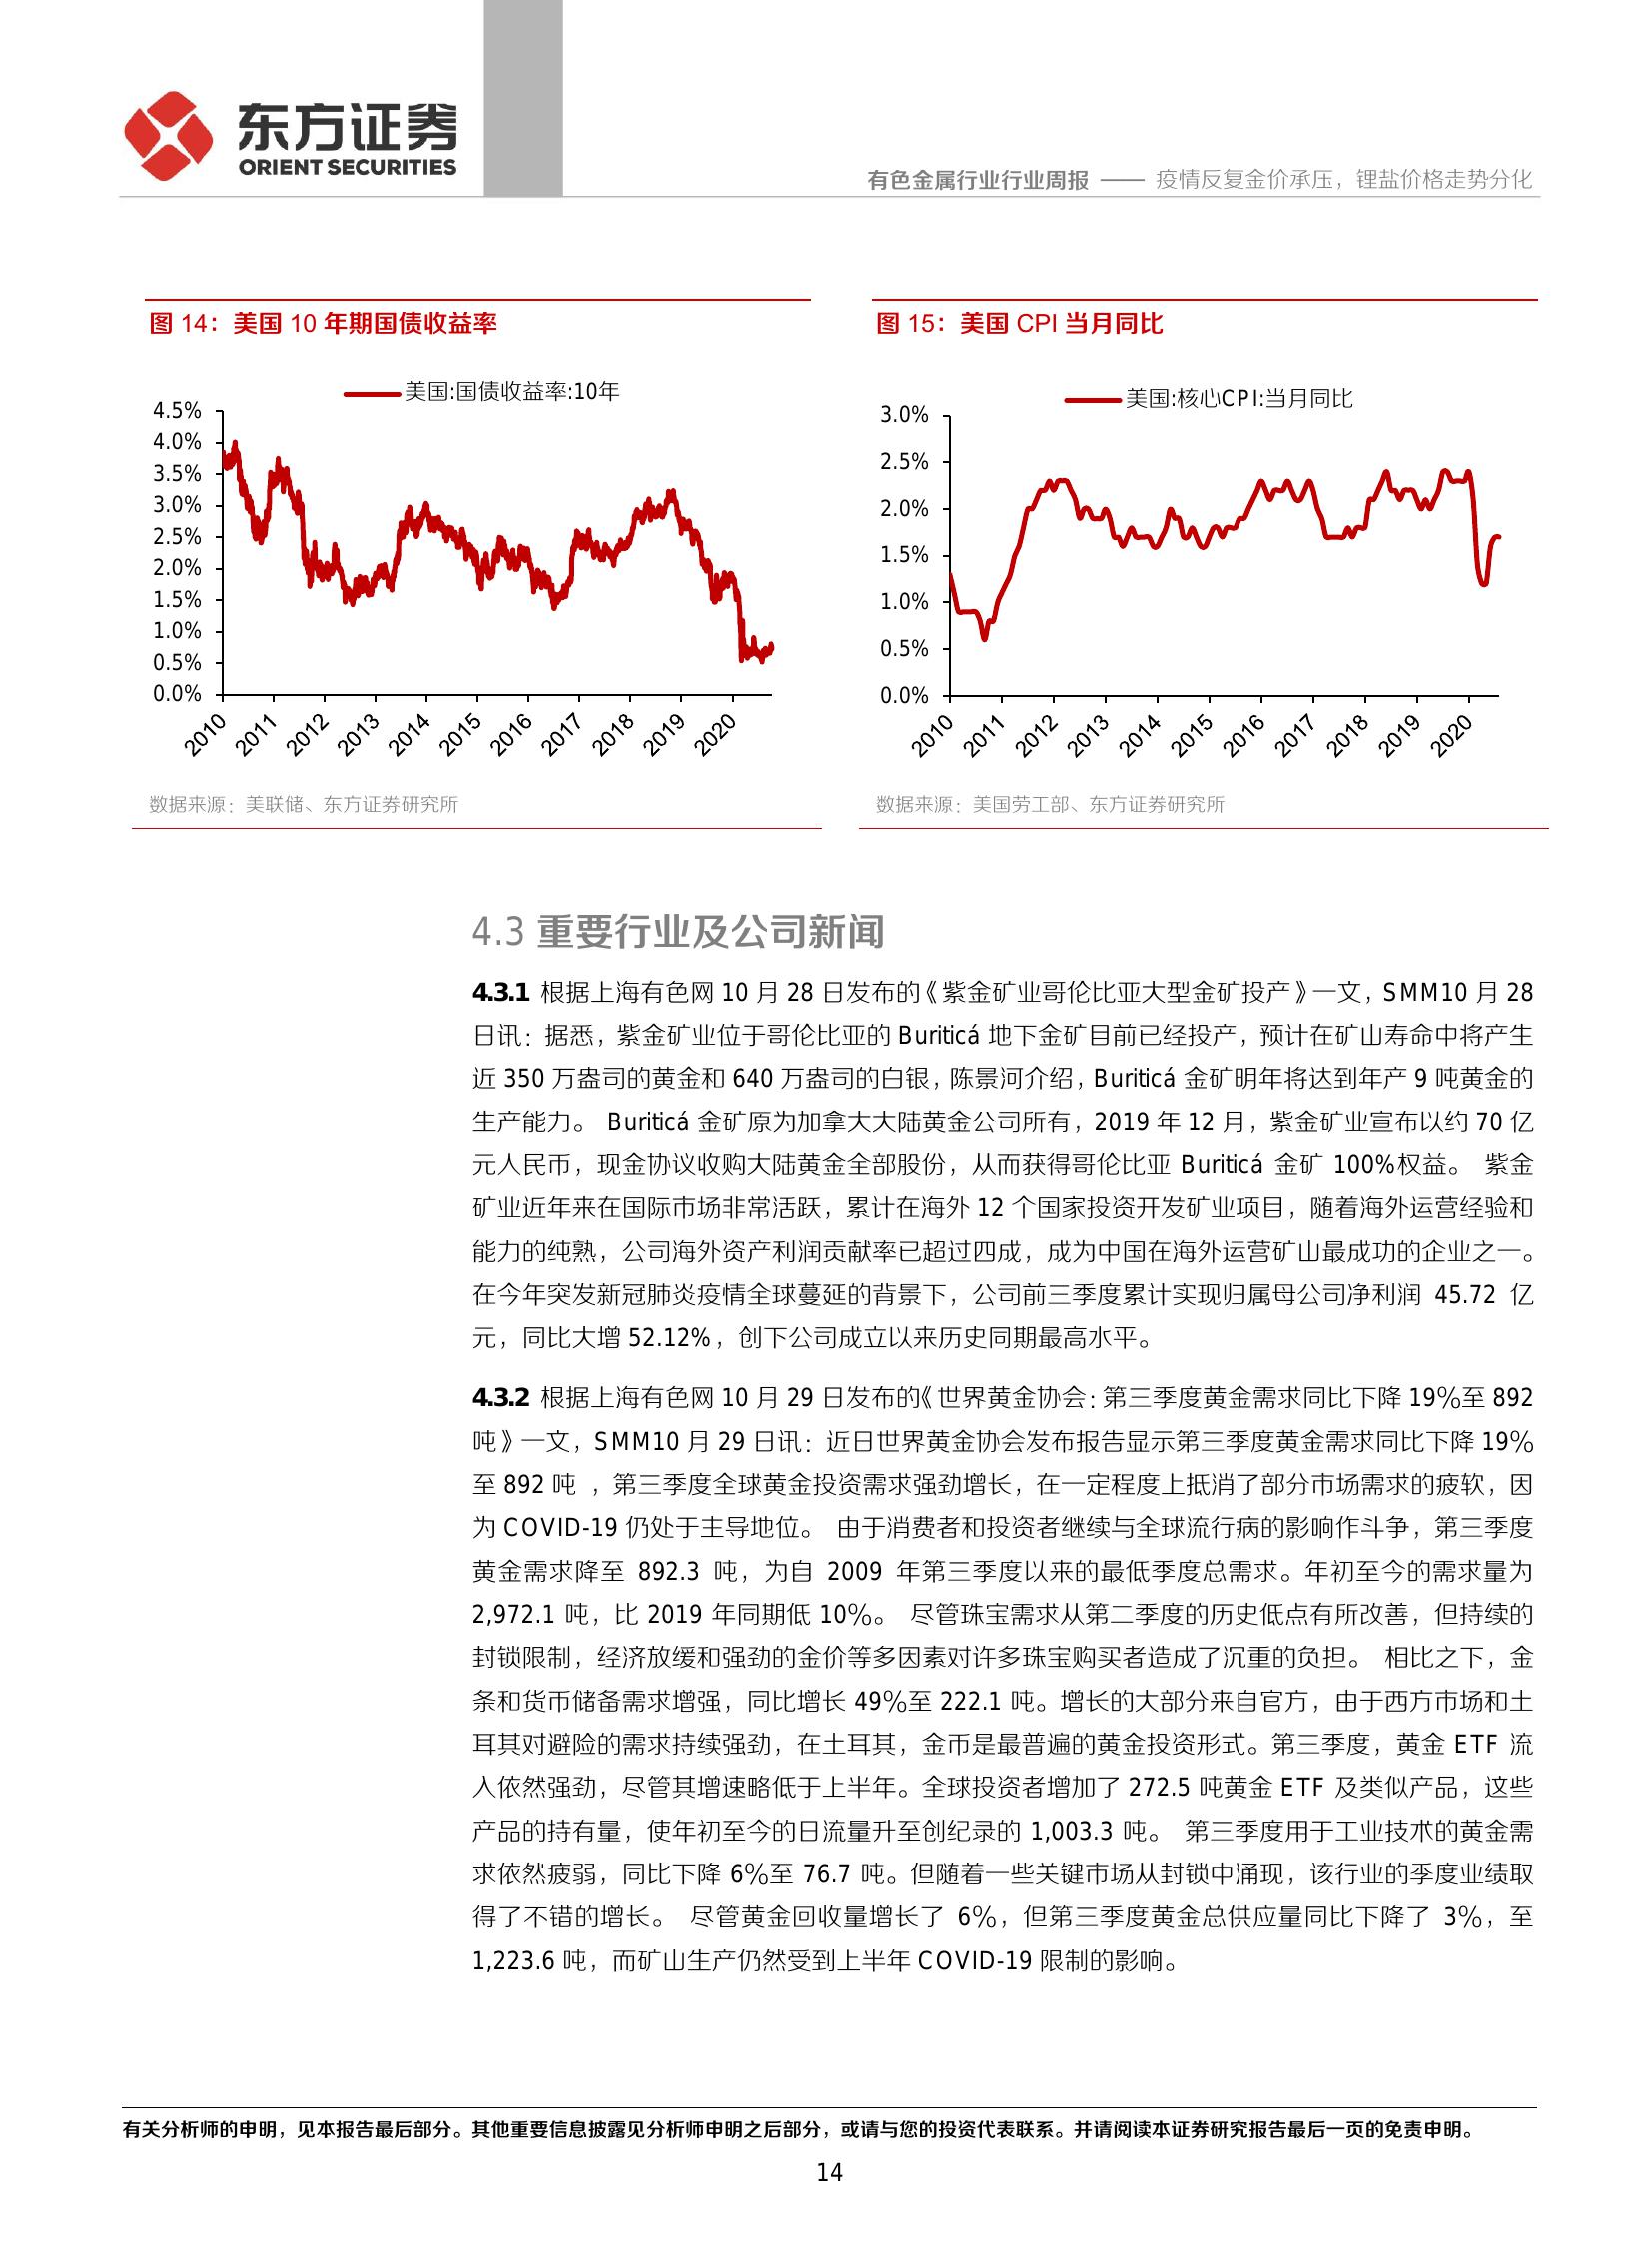 东方证券
ORIENT SECURITIES
有色金属行业行业周报 —— 疫情反复金价承压，锂盐价格走势分化
图 14：美国 10 年期国债收益率
美国:国债收益率:10年
4.5%
4.0%
3.5%
3.0%
2.5%
2.0%
1.5%
1.0%
0.5%
0.0%
2010 2011 2012 2013 2014 2015 2016 2017 2018 2019 2020
数据来源：美联储、东方证券研究所
图 15：美国 CPI 当月同比
美国:核心CPI:当月同比
3.0%
2.5%
2.0%
1.5%
1.0%
0.5%
0.0%
2010 2011 2012 2013 2014 2015 2016 2017 2018 2019 2020
数据来源：美国劳工部、东方证券研究所
4.3 重要行业及公司新闻
4.3.1 根据上海有色网 10 月 28 日发布的《紫金矿业哥伦比亚大型金矿投产》一文，SMM10 月 28
日讯：据悉，紫金矿业位于哥伦比亚的 Buriticá 地下金矿目前已经投产，预计在矿山寿命中将产生
近 350 万盎司的黄金和 640 万盎司的白银，陈景河介绍，Buriticá 金矿明年将达到年产 9 吨黄金的
生产能力。 Buriticá 金矿原为加拿大大陆黄金公司所有，2019 年 12 月，紫金矿业宣布以约 70 亿
元人民币，现金协议收购大陆黄金全部股份，从而获得哥伦比亚 Buriticá 金矿 100%权益。 紫金
矿业近年来在国际市场非常活跃，累计在海外 12 个国家投资开发矿业项目，随着海外运营经验和
能力的纯熟，公司海外资产利润贡献率已超过四成，成为中国在海外运营矿山最成功的企业之一。
在今年突发新冠肺炎疫情全球蔓延的背景下，公司前三季度累计实现归属母公司净利润 45.72 亿
元，同比大增 52.12%，创下公司成立以来历史同期最高水平。
4.3.2 根据上海有色网 10 月 29 日发布的《世界黄金协会：第三季度黄金需求同比下降 19%至 892
吨》一文，SMM10 月 29 日讯：近日世界黄金协会发布报告显示第三季度黄金需求同比下降 19%
至 892 吨 ，第三季度全球黄金投资需求强劲增长，在一定程度上抵消了部分市场需求的疲软，因
为 COVID-19 仍处于主导地位。 由于消费者和投资者继续与全球流行病的影响作斗争，第三季度
黄金需求降至 892.3 吨，为自 2009 年第三季度以来的最低季度总需求。年初至今的需求量为
2,972.1 吨，比 2019 年同期低 10%。 尽管珠宝需求从第二季度的历史低点有所改善，但持续的
封锁限制，经济放缓和强劲的金价等多因素对许多珠宝购买者造成了沉重的负担。 相比之下，金
条和货币储备需求增强，同比增长 49%至 222.1 吨。增长的大部分来自官方，由于西方市场和土
耳其对避险的需求持续强劲，在土耳其，金币是最普遍的黄金投资形式。第三季度，黄金 ETF 流
入依然强劲，尽管其增速略低于上半年。全球投资者增加了 272.5 吨黄金 ETF 及类似产品，这些
产品的持有量，使年初至今的日流量升至创纪录的 1,003.3 吨。 第三季度用于工业技术的黄金需
求依然疲弱，同比下降 6%至 76.7 吨。但随着一些关键市场从封锁中涌现，该行业的季度业绩取
得了不错的增长。 尽管黄金回收量增长了 6%，但第三季度黄金总供应量同比下降了 3%，至
1,223.6 吨，而矿山生产仍然受到上半年 COVID-19 限制的影响。
有关分析师的申明，见本报告最后部分。其他重要信息披露见分析师申明之后部分，或请与您的投资代表联系。并请阅读本证券研究报告最后一页的免责申明。
14